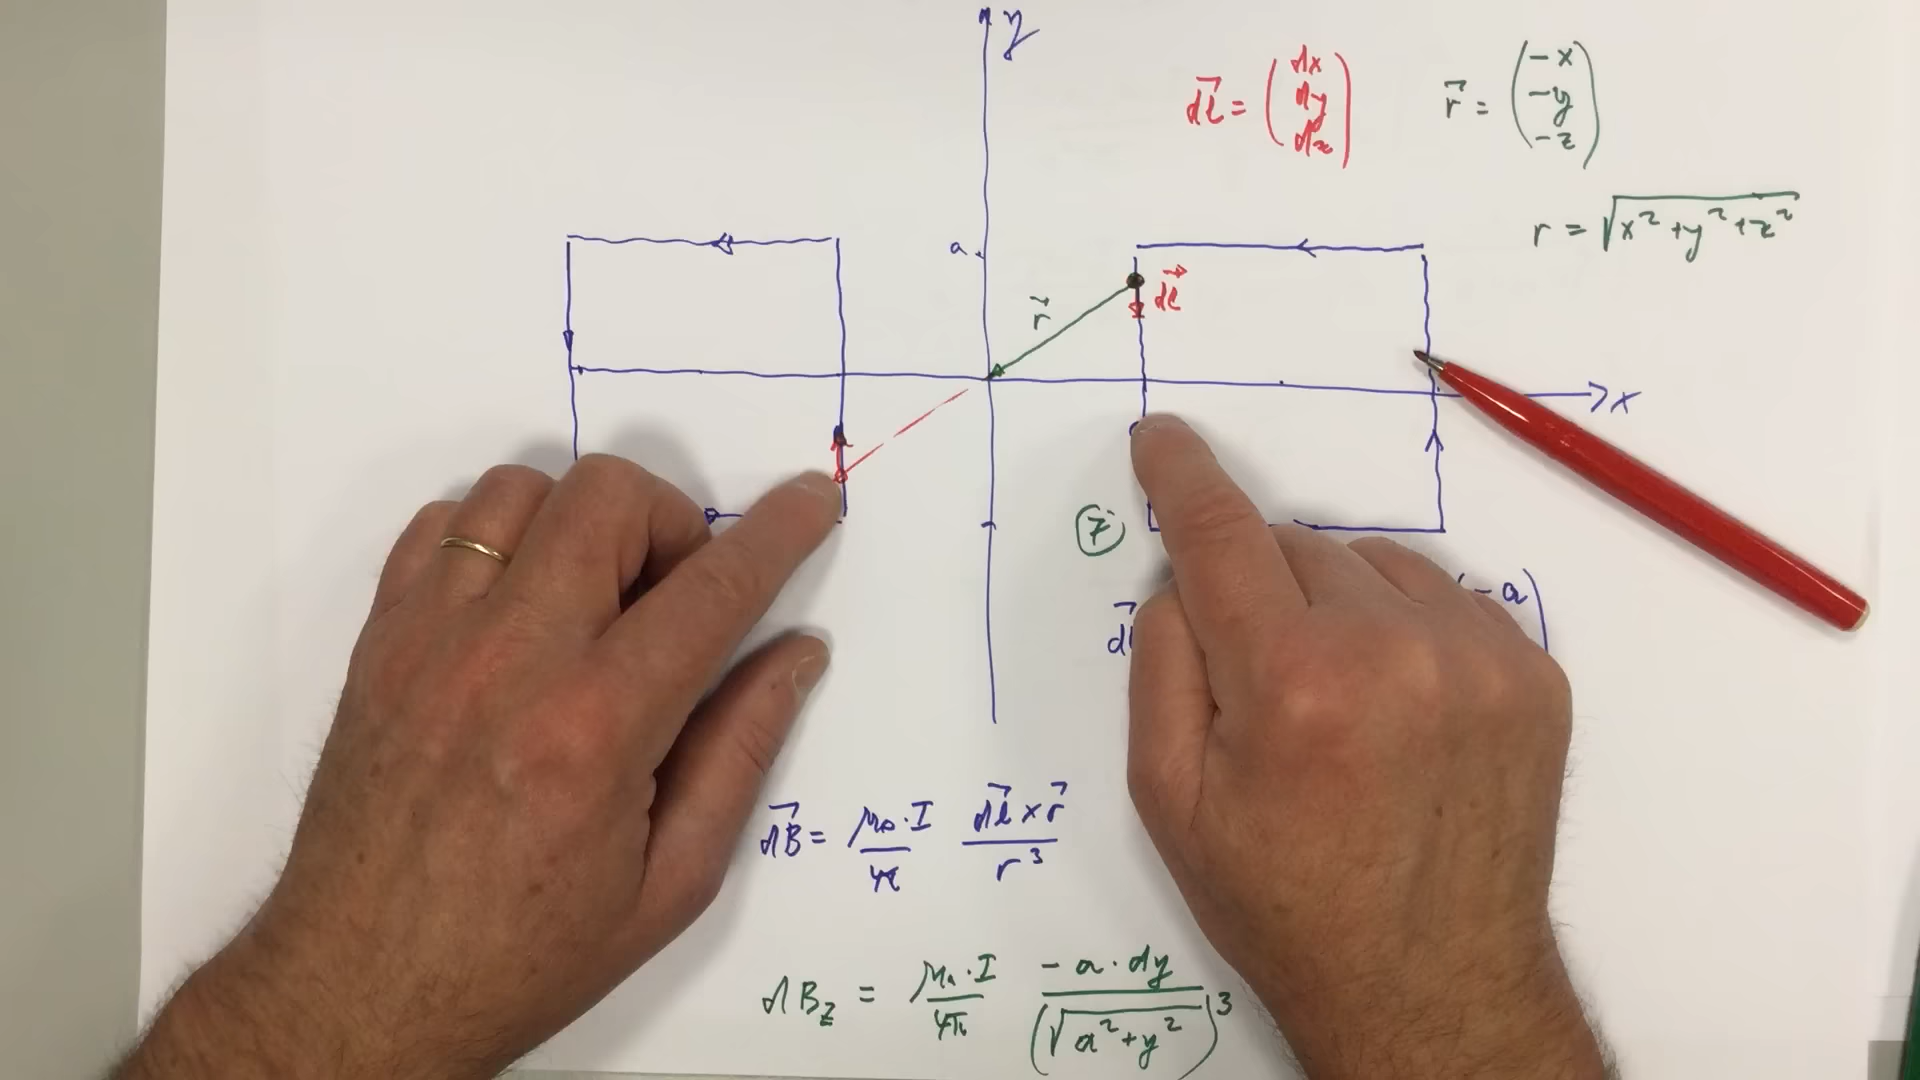 y
dl⃗ = (dx dy dz)
r⃗ = (-x -y -z)
r = √x²+y²+z²
a
r⃗
dl⃗
x
7
-a)
dB⃗ = μ₀·I/4π dl⃗ x r⃗/r³
dB_z = μ₀·I/4π -a·dy/(√a²+y²)³